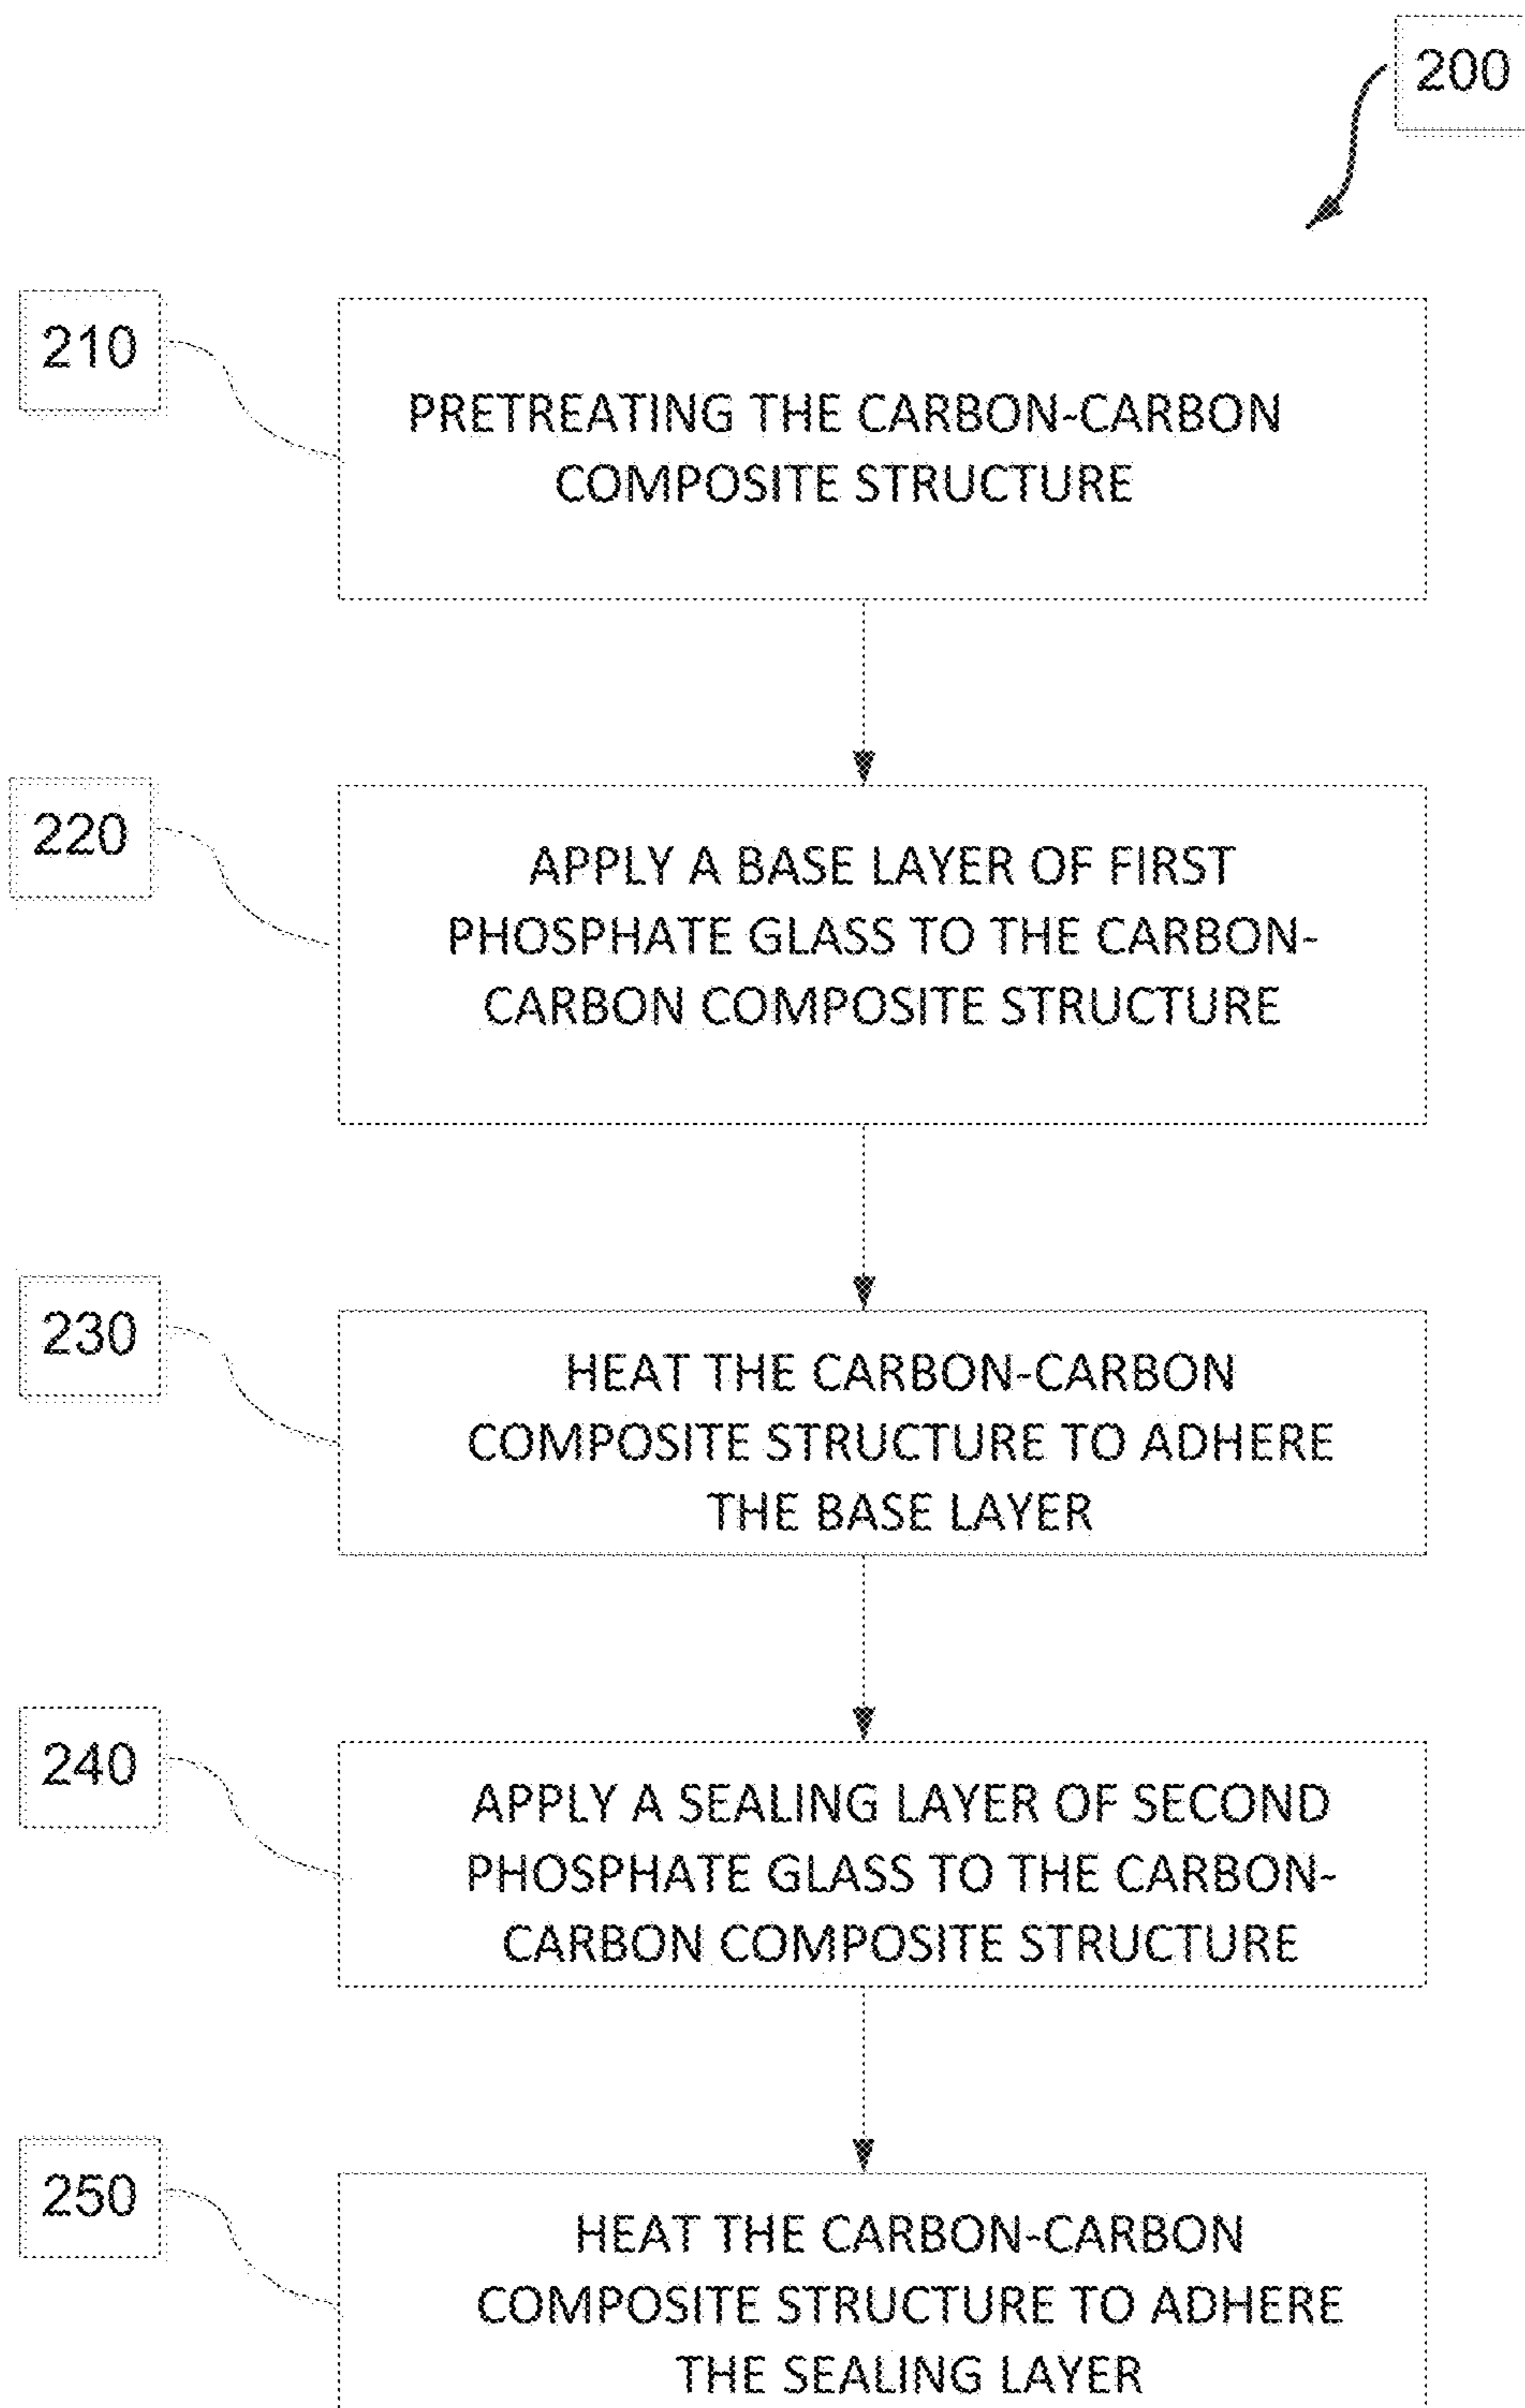 200
210
PRETREATING THE CARBON-CARBON
COMPOSITE STRUCTURE
220
APPLY A BASE LAYER OF FIRST
PHOSPHATE GLASS TO THE CARBON-
CARBON COMPOSITE STRUCTURE
230
HEAT THE CARBON-CARBON
COMPOSITE STRUCTURE TO ADHERE
THE BASE LAYER
240
APPLY A SEALING LAYER OF SECOND
PHOSPHATE GLASS TO THE CARBON-
CARBON COMPOSITE STRUCTURE
250
HEAT THE CARBON-CARBON
COMPOSITE STRUCTURE TO ADHERE
THE SEALING LAYER